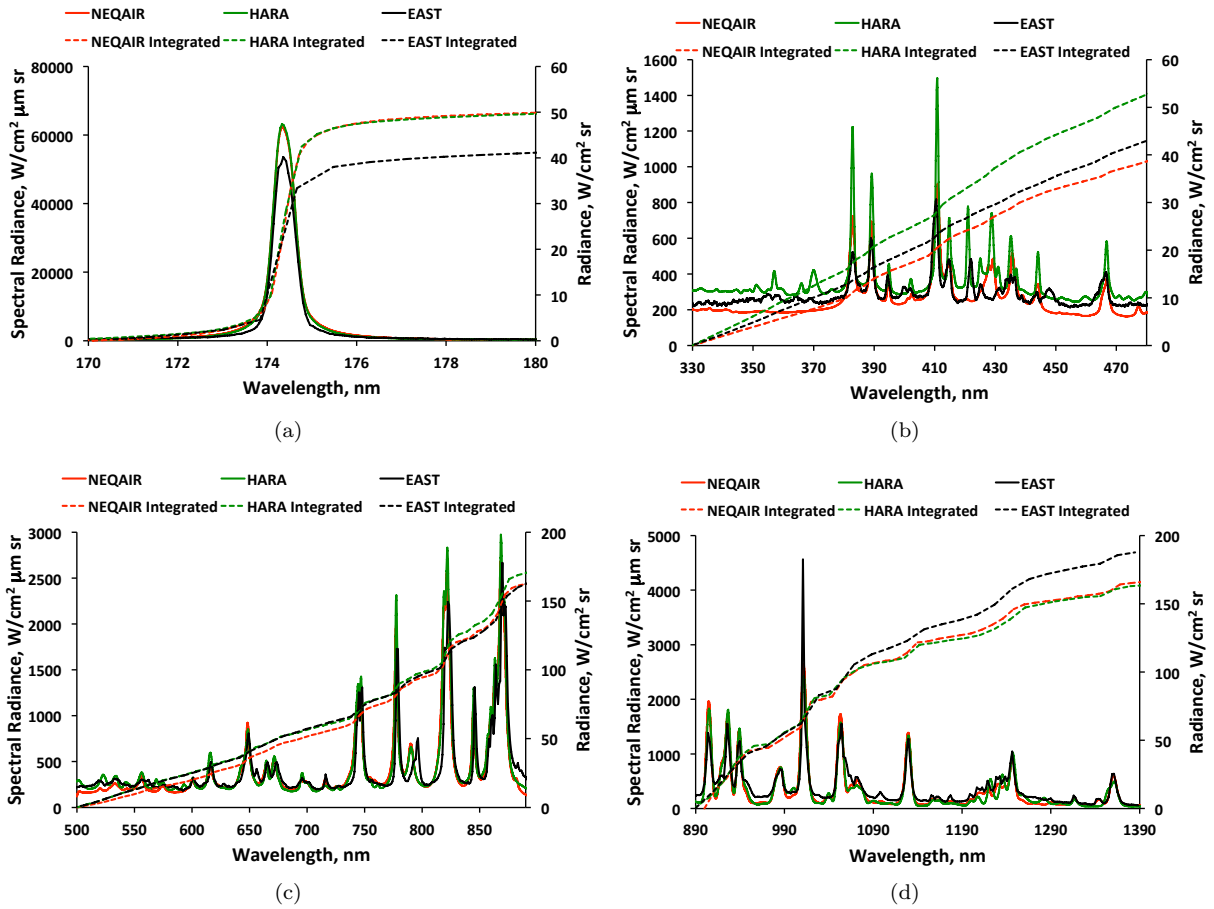 NEQAIR HARA EAST
NEQAIR Integrated HARA Integrated EAST Integrated
80000
70000
60000
50000
40000
30000
20000
10000
0
Spectral Radiance, W/cm² μm sr
60
50
40
30
20
10
0
Radiance, W/cm² sr
170 172 174 176 178 180
Wavelength, nm
(a)
NEQAIR HARA EAST
NEQAIR Integrated HARA Integrated EAST Integrated
1600
1400
1200
1000
800
600
400
200
0
Spectral Radiance, W/cm² μm sr
60
50
40
30
20
10
0
Radiance, W/cm² sr
330 350 370 390 410 430 450 470
Wavelength, nm
(b)
NEQAIR HARA EAST
NEQAIR Integrated HARA Integrated EAST Integrated
3000
2500
2000
1500
1000
500
0
Spectral Radiance, W/cm² μm sr
200
150
100
50
0
Radiance, W/cm² sr
500 550 600 650 700 750 800 850
Wavelength, nm
(c)
NEQAIR HARA EAST
NEQAIR Integrated HARA Integrated EAST Integrated
5000
4000
3000
2000
1000
0
Spectral Radiance, W/cm² μm sr
200
150
100
50
0
Radiance, W/cm² sr
890 990 1090 1190 1290 1390
Wavelength, nm
(d)